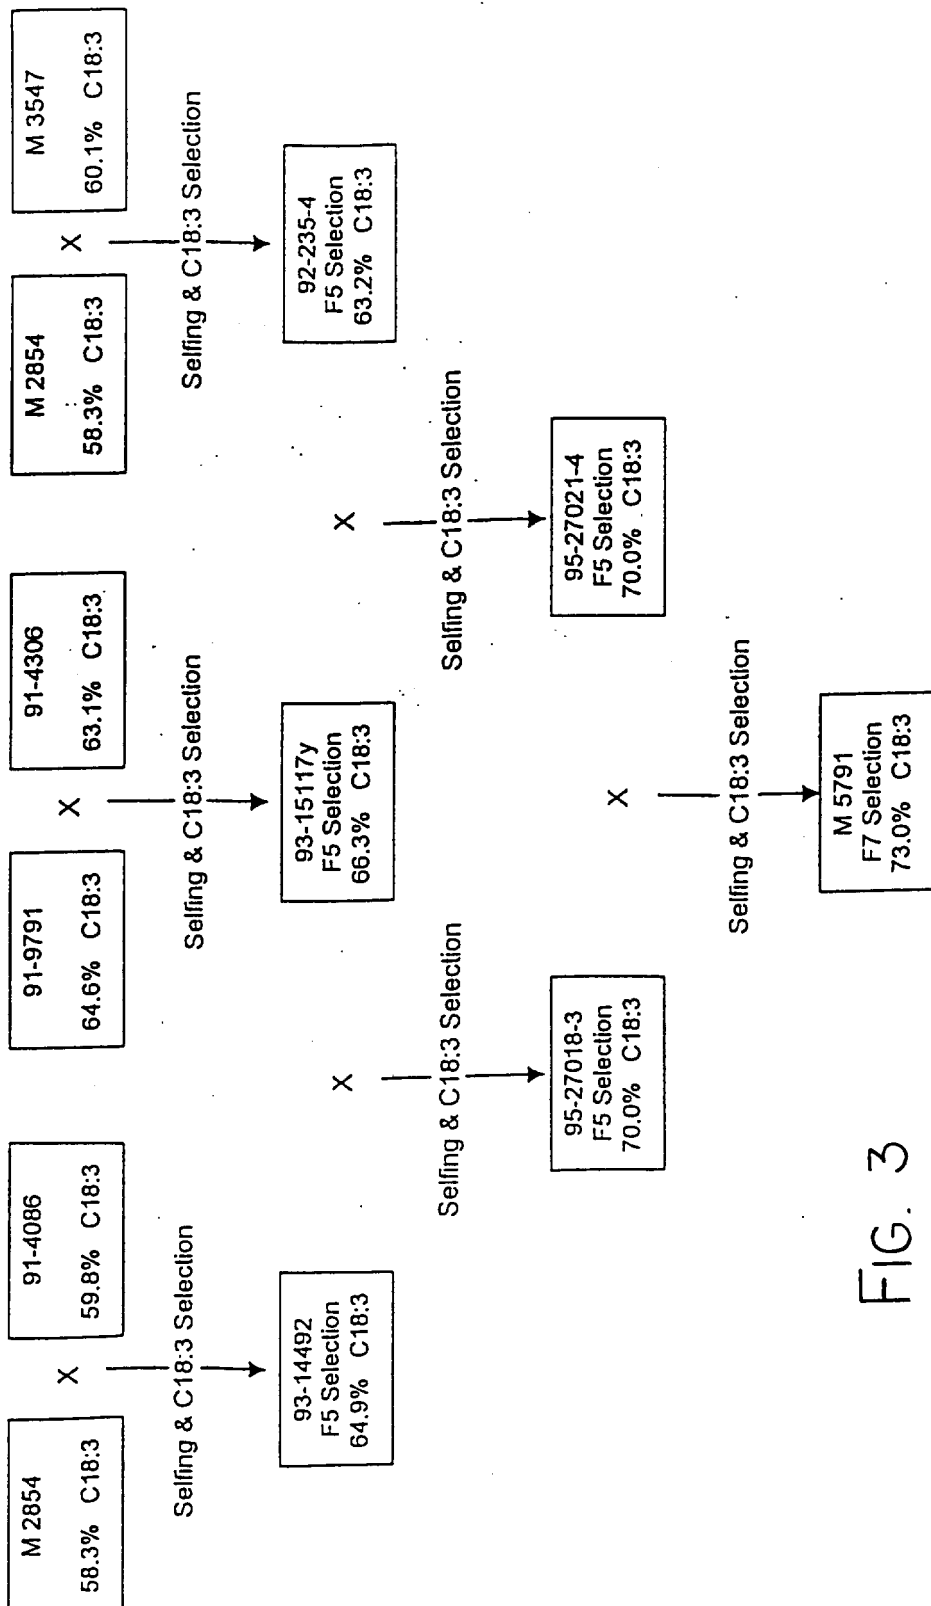 M 2854
58.3% C18:3
X
91-4086
59.8% C18:3
91-9791
64.6% C18:3
X
91-4306
63.1% C18:3
M 2854
58.3% C18:3
X
M 3547
60.1% C18:3
Selfing & C18:3 Selection
Selfing & C18:3 Selection
Selfing & C18:3 Selection
93-14492
F5 Selection
64.9% C18:3
93-15117y
F5 Selection
66.3% C18:3
92-235-4
F5 Selection
63.2% C18:3
X
X
Selfing & C18:3 Selection
Selfing & C18:3 Selection
95-27018-3
F5 Selection
70.0% C18:3
95-27021-4
F5 Selection
70.0% C18:3
X
Selfing & C18:3 Selection
M 5791
F7 Selection
73.0% C18:3
FIG. 3